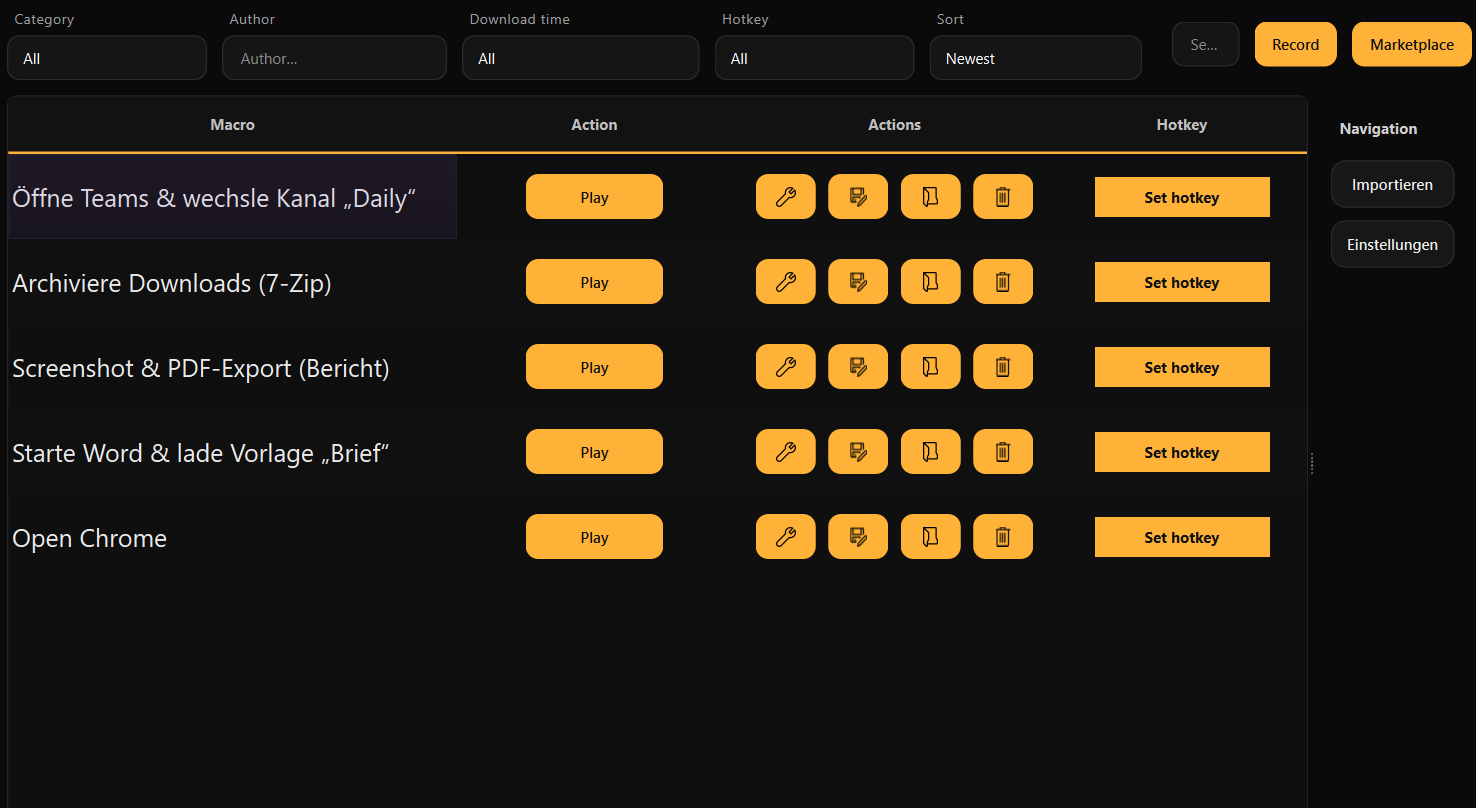 Category Author Download time Hotkey Sort
All Author... All All Newest Se... Record Marketplace
Macro Action Actions Hotkey Navigation
Öffne Teams & wechsle Kanal „Daily“ Play Set hotkey Importieren
Einstellungen
Archiviere Downloads (7-Zip) Play Set hotkey
Screenshot & PDF-Export (Bericht) Play Set hotkey
Starte Word & lade Vorlage „Brief“ Play Set hotkey
Open Chrome Play Set hotkey